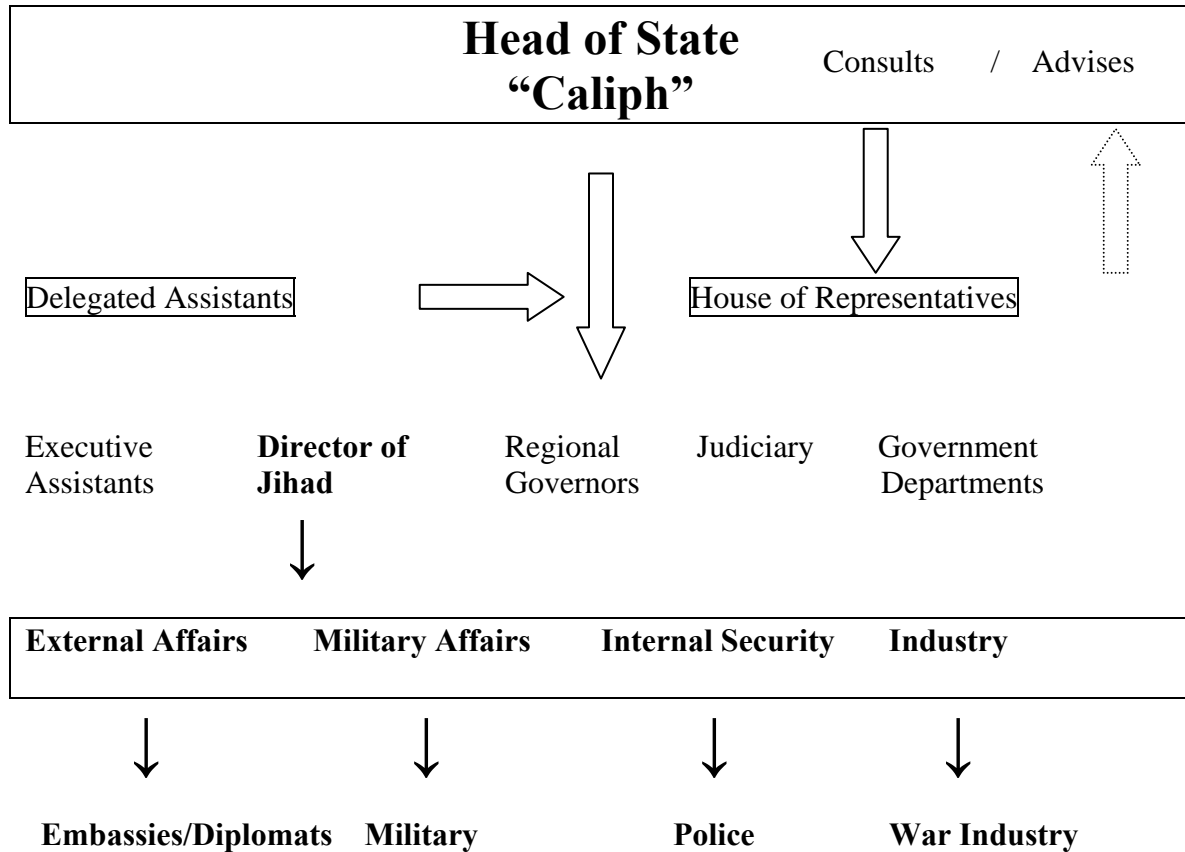 Head of State
“Caliph”
Consults / Advises
Delegated Assistants
House of Representatives
Executive
Assistants
Director of
Jihad
Regional
Governors
Judiciary
Government
Departments
External Affairs Military Affairs Internal Security Industry
Embassies/Diplomats Military Police War Industry